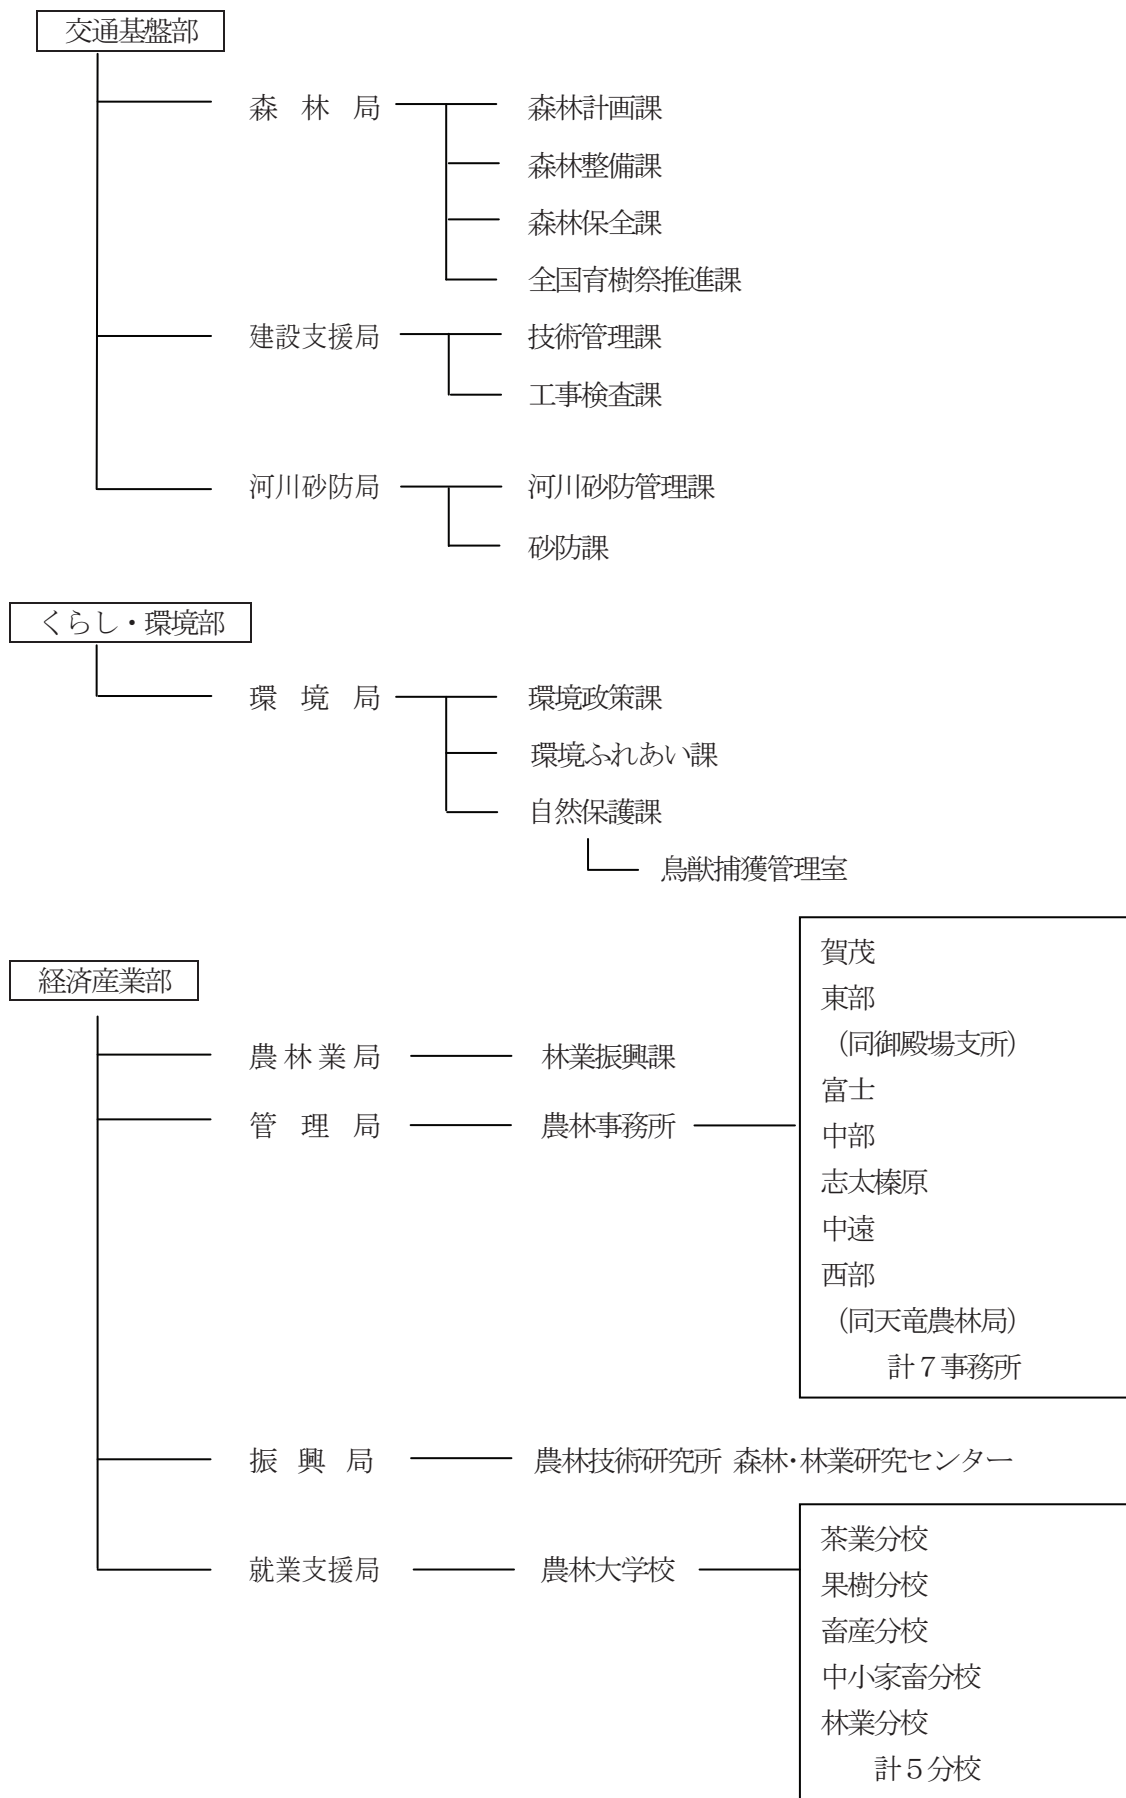 交通基盤部
森 林 局 森林計画課
森林整備課
森林保全課
全国育樹祭推進課
建設支援局 技術管理課
工事検査課
河川砂防局 河川砂防管理課
砂防課
くらし・環境部
環 境 局 環境政策課
環境ふれあい課
自然保護課
鳥獣捕獲管理室
経済産業部
農 林 業 局 林業振興課
管 理 局 農林事務所
賀茂
東部
（同御殿場支所）
富士
中部
志太榛原
中遠
西部
（同天竜農林局）
計７事務所
振 興 局 農林技術研究所 森林・林業研究センター
就業支援局 農林大学校
茶業分校
果樹分校
畜産分校
中小家畜分校
林業分校
計５分校